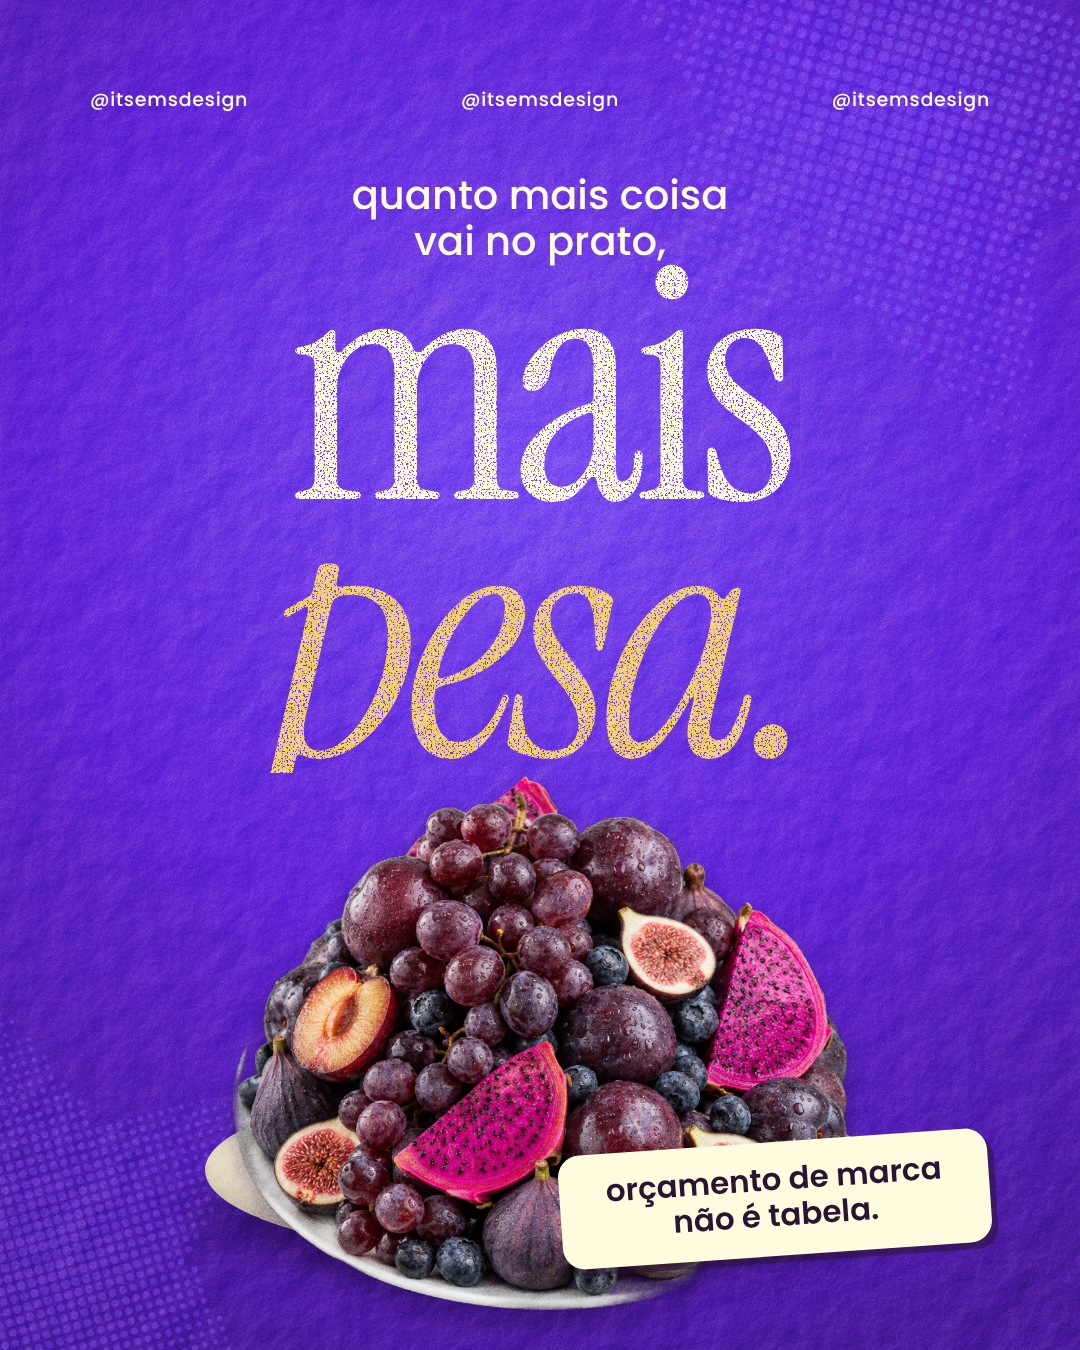 @itsemsdesign @itsemsdesign @itsemsdesign
quanto mais coisa
vai no prato,
mais
pesa.
orçamento de marca
não é tabela.